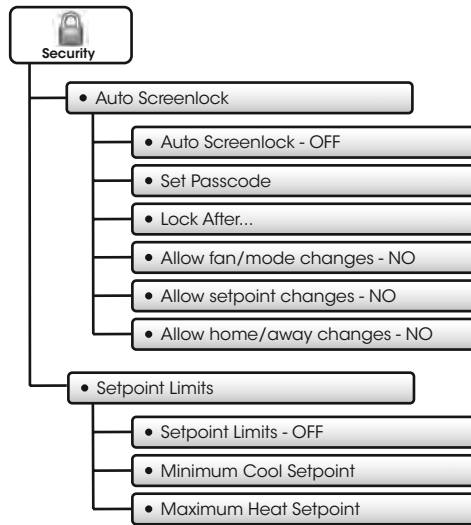 Security
• Auto Screenlock
• Auto Screenlock - OFF
• Set Passcode
• Lock After...
• Allow fan/mode changes - NO
• Allow setpoint changes - NO
• Allow home/away changes - NO
• Setpoint Limits
• Setpoint Limits - OFF
• Minimum Cool Setpoint
• Maximum Heat Setpoint